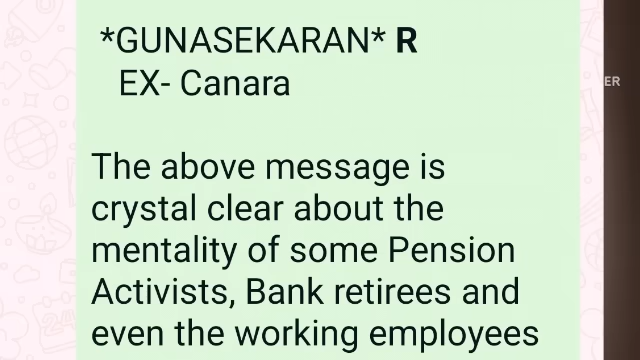 *GUNASEKARAN* R
EX- Canara
ER
The above message is
crystal clear about the
mentality of some Pension
Activists, Bank retirees and
even the working employees